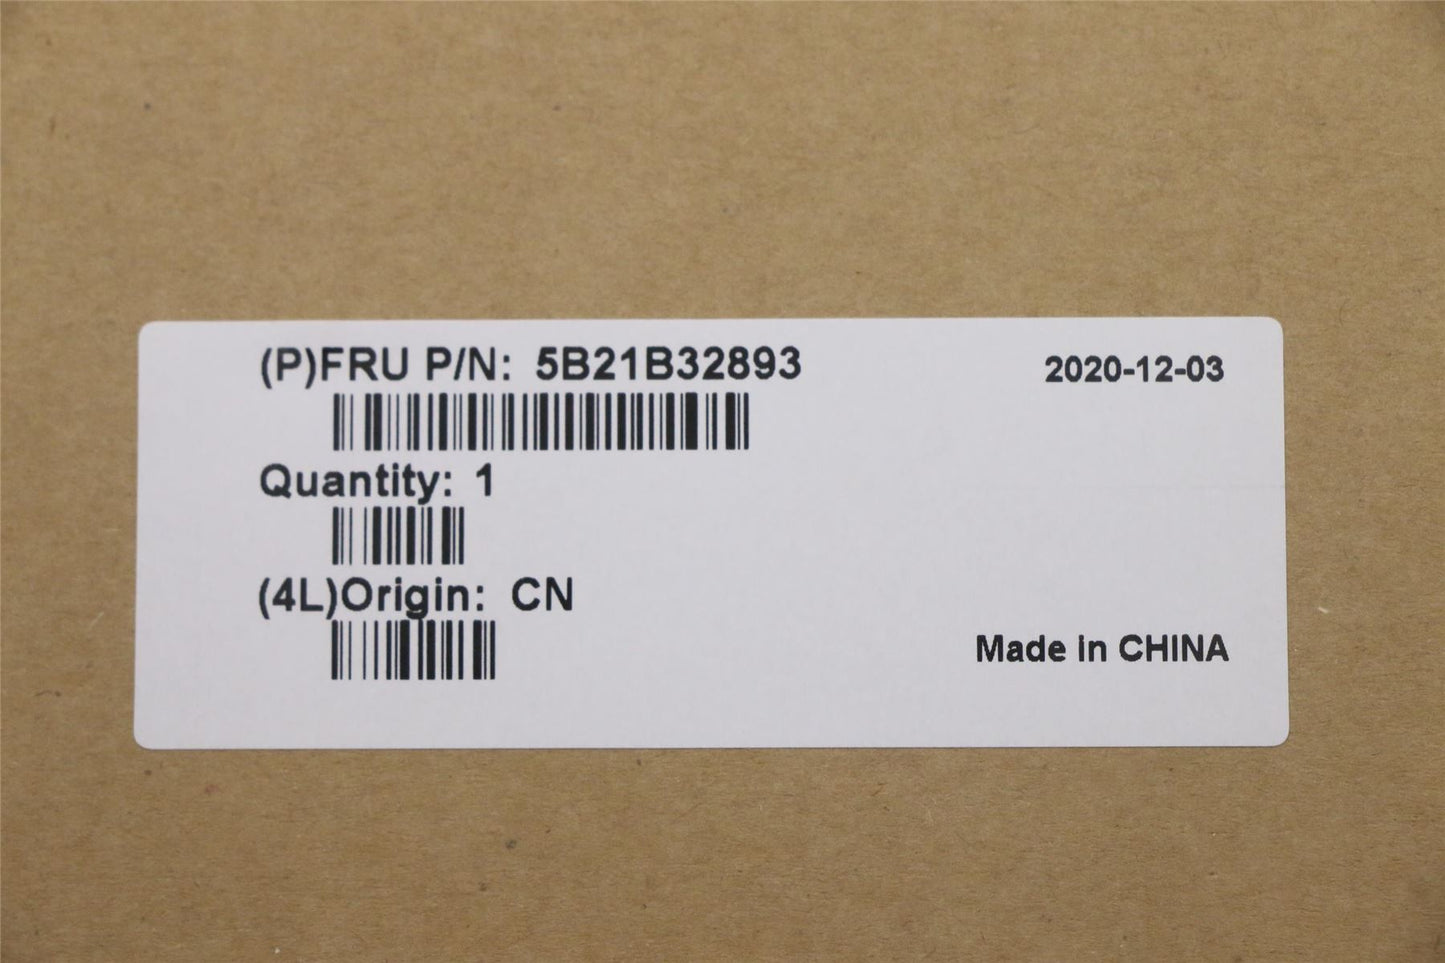 (P)FRU P/N: 5B21B32893
2020-12-03
Quantity: 1
(4L)Origin: CN
Made in CHINA